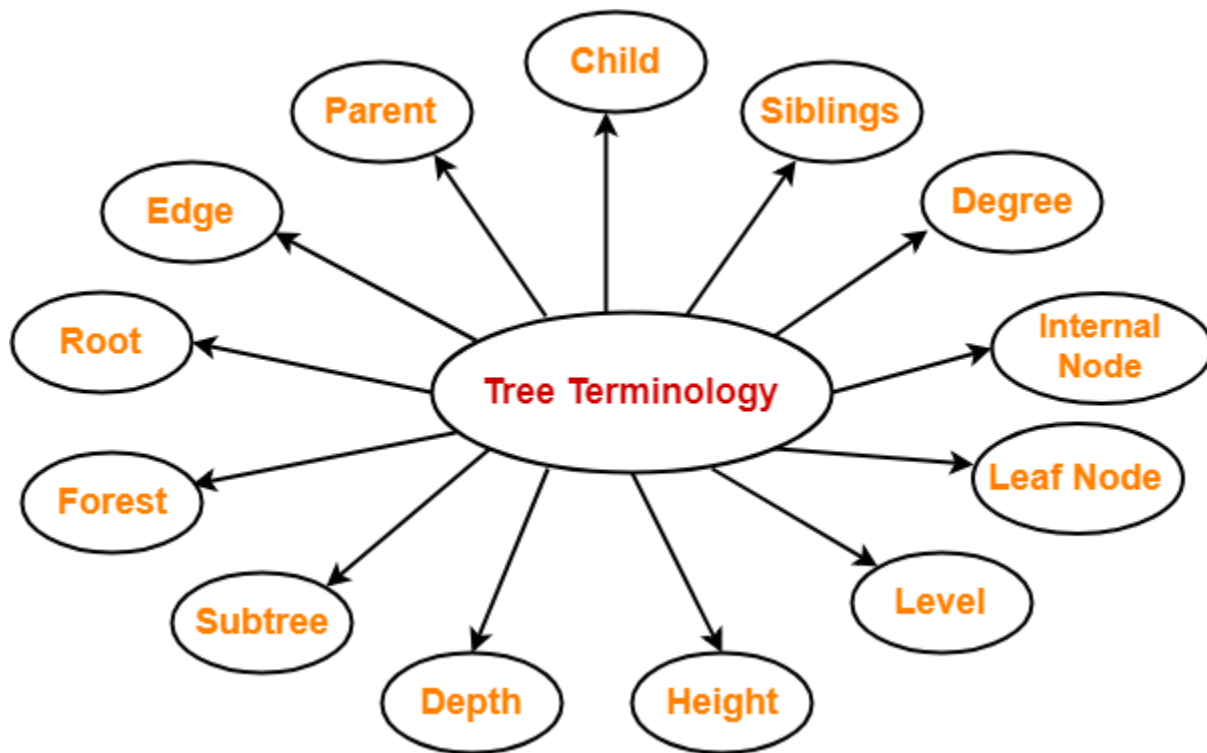 Child
Parent
Siblings
Edge
Degree
Root
Internal
Node
Tree Terminology
Forest
Leaf Node
Subtree
Level
Depth
Height